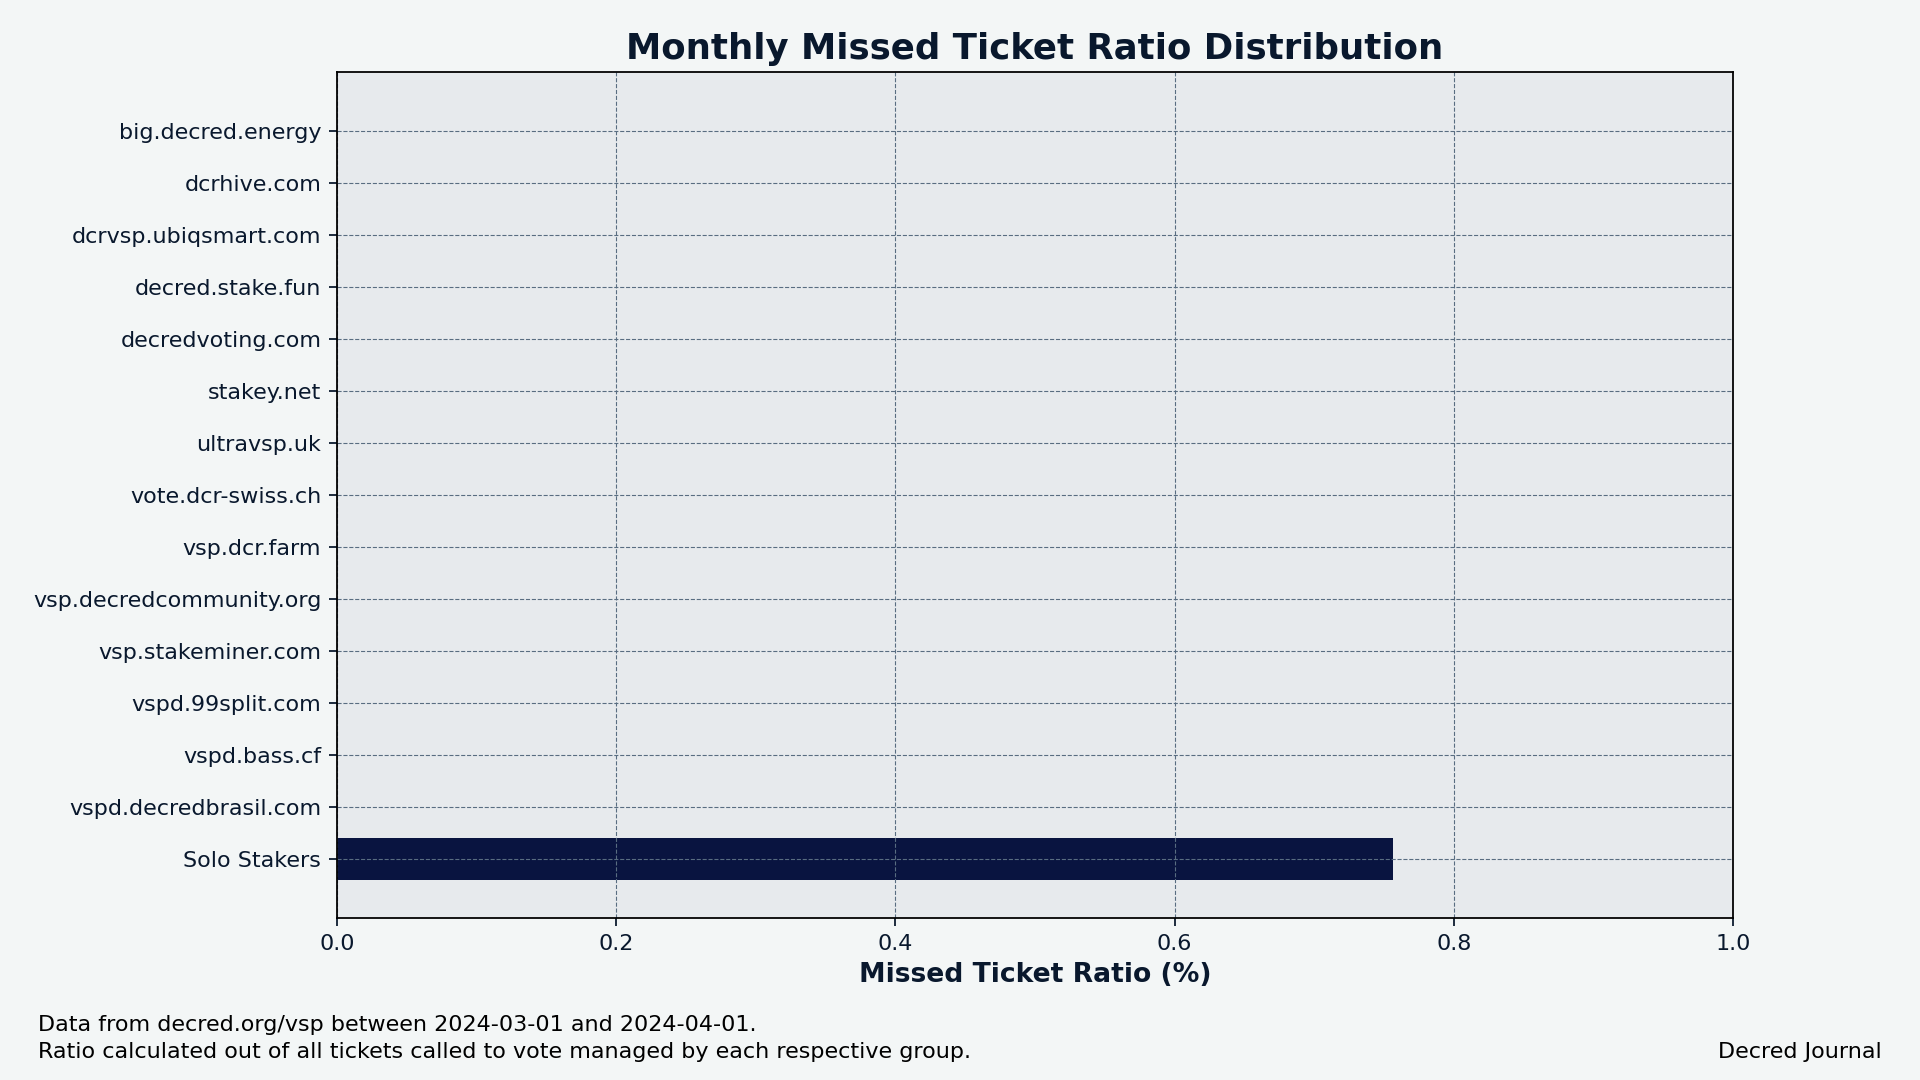 Monthly Missed Ticket Ratio Distribution
big.decred.energy
dcrhive.com
dcrvsp.ubiqsmart.com
decred.stake.fun
decredvoting.com
stakey.net
ultravsp.uk
vote.dcr-swiss.ch
vsp.dcr.farm
vsp.decredcommunity.org
vsp.stakeminer.com
vspd.99split.com
vspd.bass.cf
vspd.decredbrasil.com
Solo Stakers
0.0 0.2 0.4 0.6 0.8 1.0
Missed Ticket Ratio (%)
Data from decred.org/vsp between 2024-03-01 and 2024-04-01.
Ratio calculated out of all tickets called to vote managed by each respective group.
Decred Journal